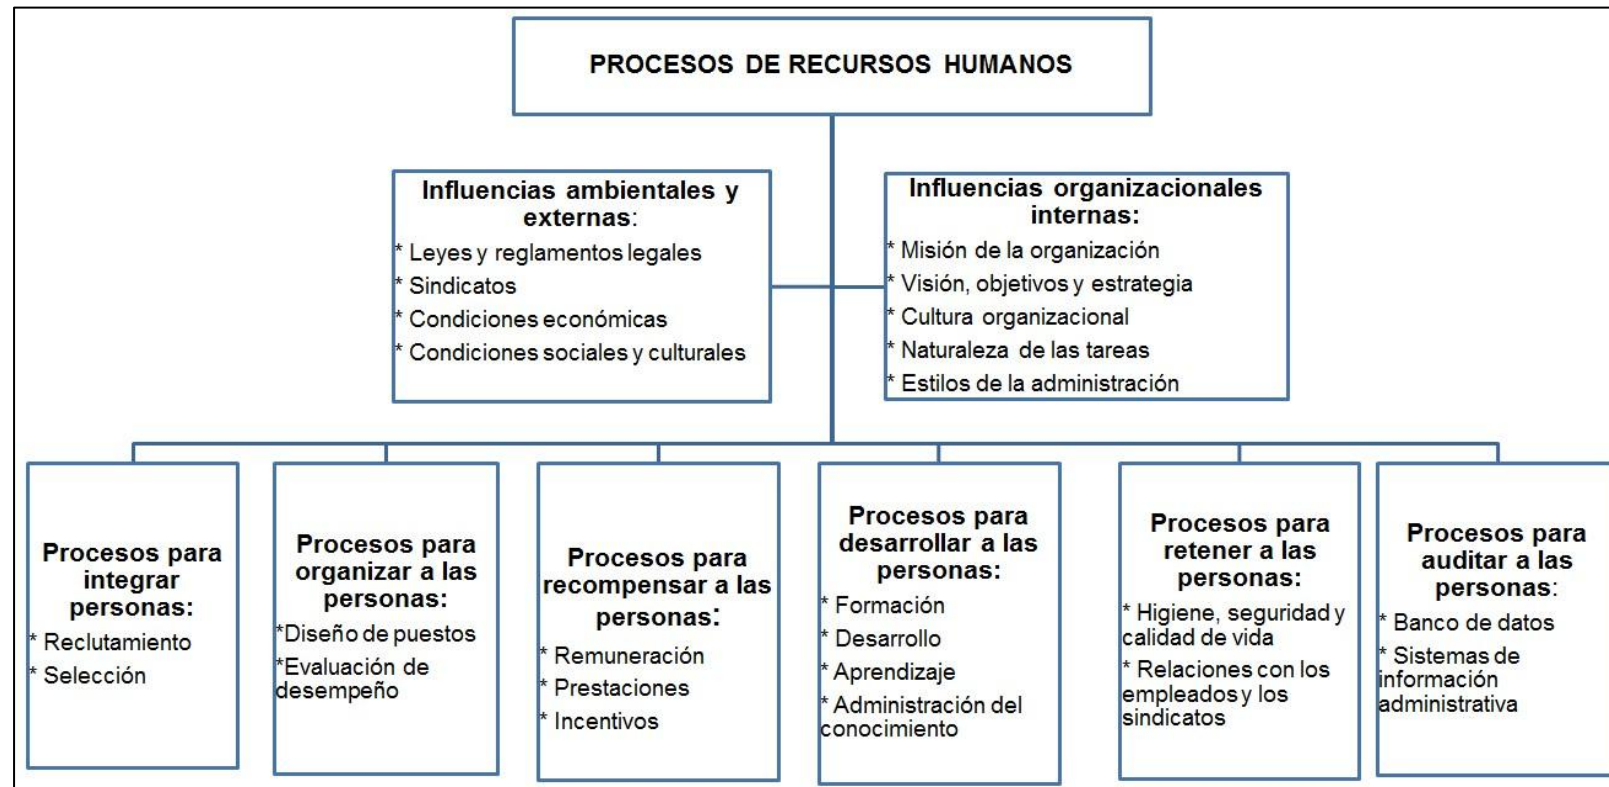 PROCESOS DE RECURSOS HUMANOS
Influencias ambientales y
externas:
* Leyes y reglamentos legales
* Sindicatos
* Condiciones económicas
* Condiciones sociales y culturales
Influencias organizacionales
internas:
* Misión de la organización
* Visión, objetivos y estrategia
* Cultura organizacional
* Naturaleza de las tareas
* Estilos de la administración
Procesos para
integrar
personas:
* Reclutamiento
* Selección
Procesos para
organizar a las
personas:
*Diseño de puestos
*Evaluación de
desempeño
Procesos para
recompensar a las
personas:
* Remuneración
* Prestaciones
* Incentivos
Procesos para
desarrollar a las
personas:
* Formación
* Desarrollo
* Aprendizaje
* Administración del
conocimiento
Procesos para
retener a las
personas:
* Higiene, seguridad y
calidad de vida
* Relaciones con los
empleados y los
sindicatos
Procesos para
auditar a las
personas:
* Banco de datos
* Sistemas de
información
administrativa